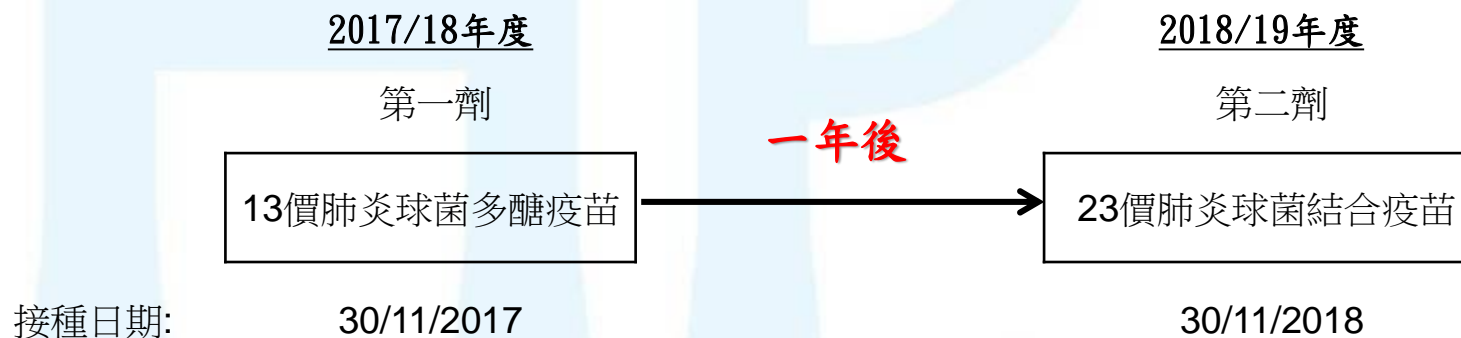 2017/18年度
2018/19年度
第一劑
第二劑
一年後
13價肺炎球菌多醣疫苗
23價肺炎球菌結合疫苗
接種日期:
30/11/2017
30/11/2018